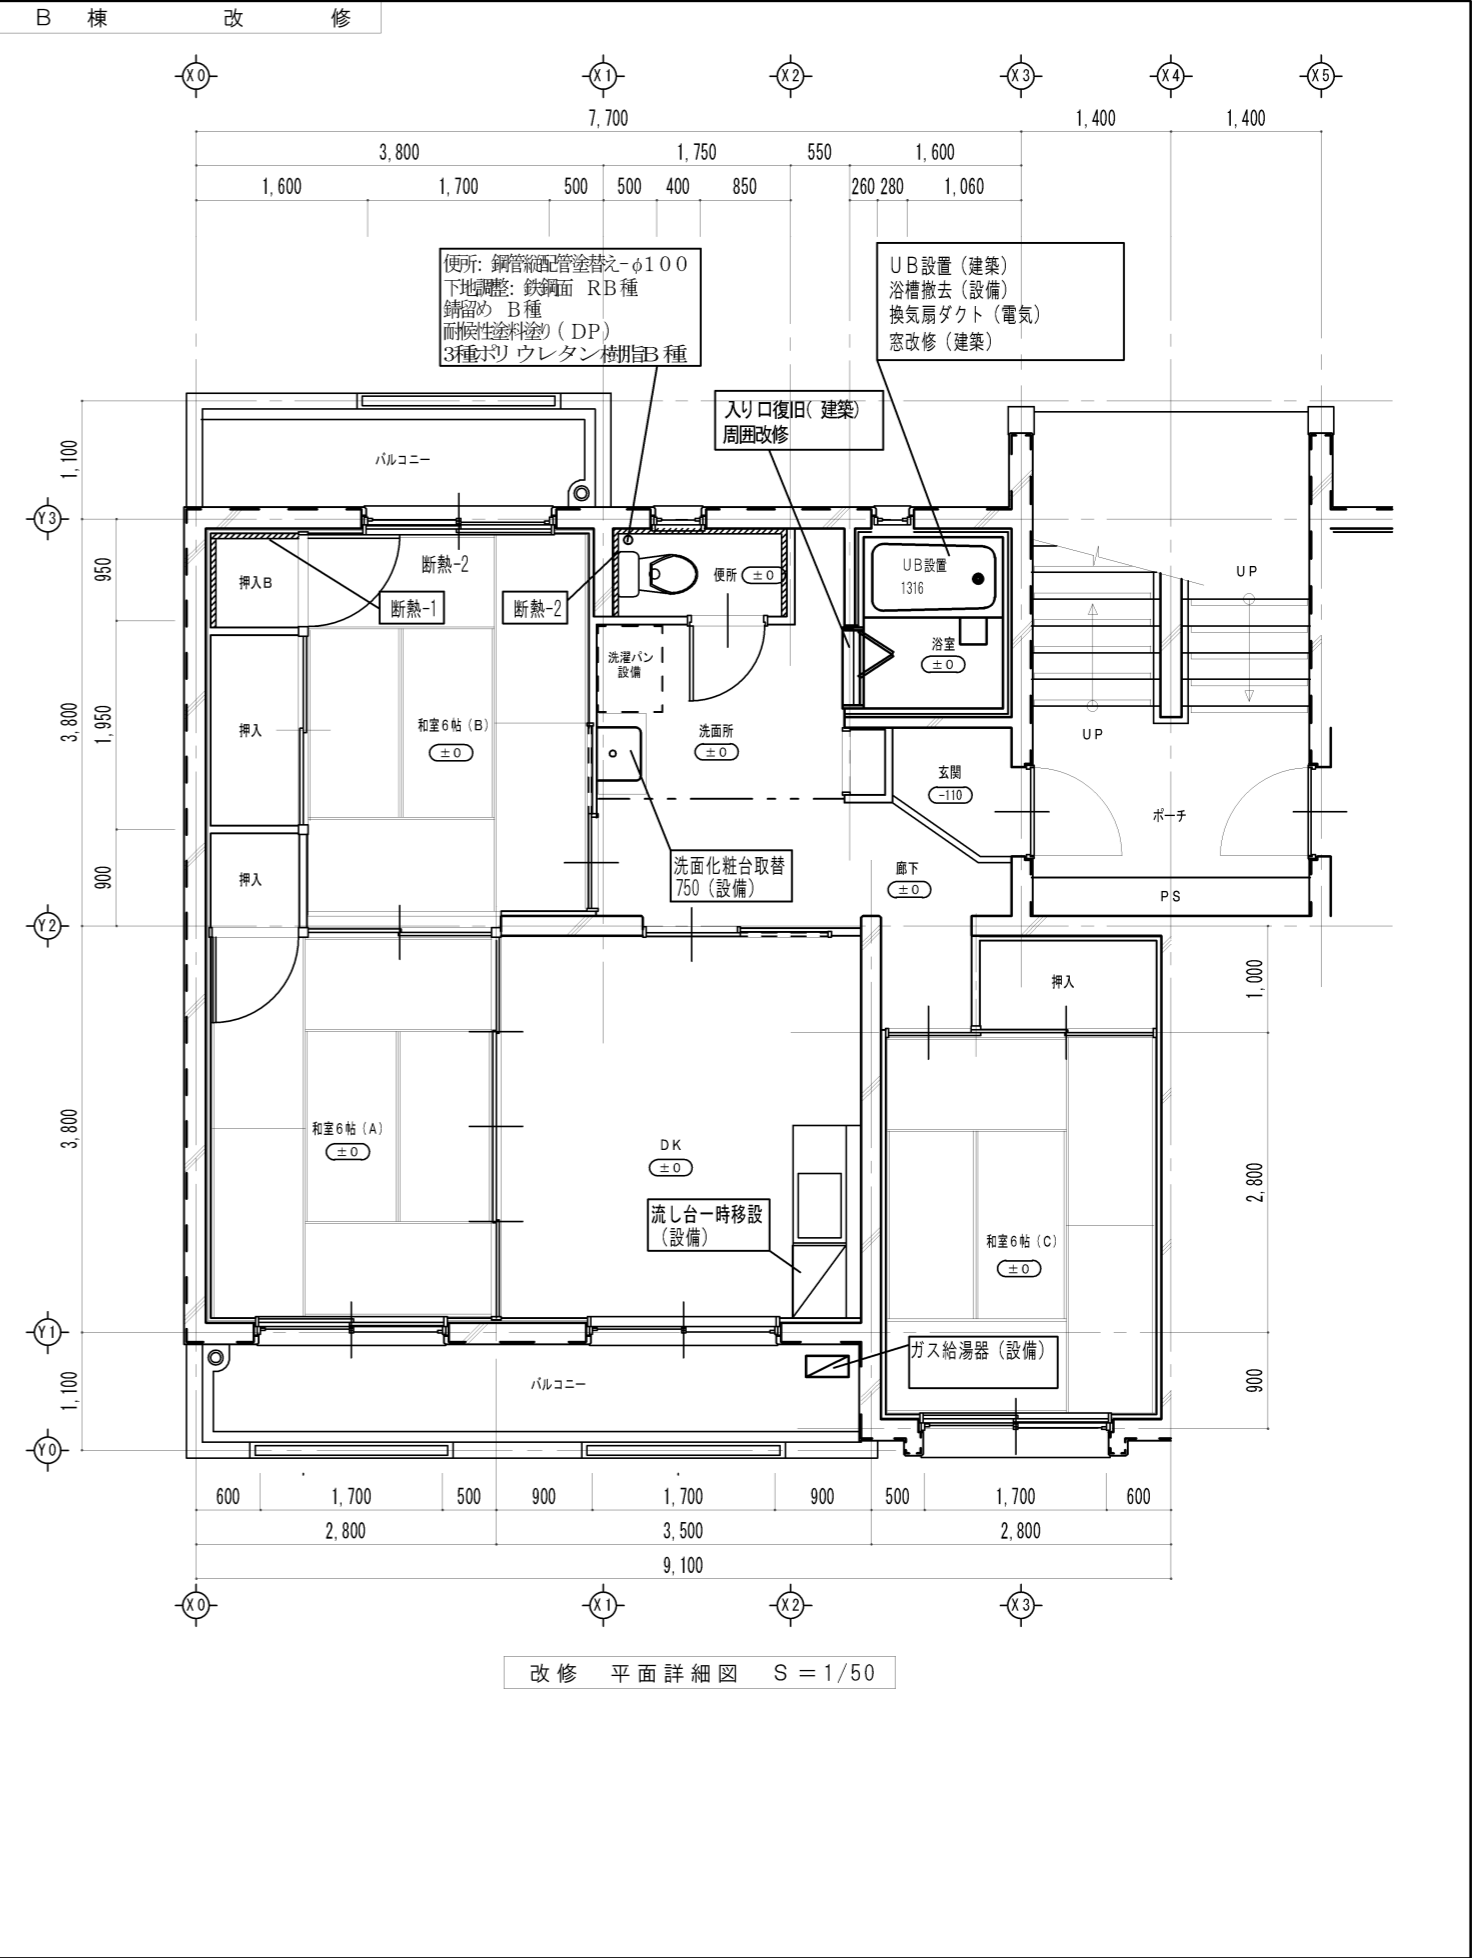 B 棟 改 修
X0 X1 X2 X3 X4 X5
7,700 1,400 1,400
3,800 1,750 550 1,600
1,600 1,700 500 500 400 850 260 280 1,060
便所:鋼管縦配管塗替え-φ100
下地調整:鉄鋼面 RB種
錆留め B種
耐候性塗料塗り(DP)
3種ポリウレタン樹脂B種
UB設置(建築)
浴槽撤去(設備)
換気扇ダクト(電気)
窓改修(建築)
入り口復旧(建築)
周囲改修
1,100
バルコニー
Y3
950
押入B
断熱-2
断熱-1
断熱-2
便所 ±0
UB設置
1316
UP
浴室
±0
洗濯パン
設備
3,800
1,950
押入
和室6帖(B)
±0
洗面所
±0
UP
玄関
-110
ポーチ
900
押入
洗面化粧台取替
750(設備)
廊下
±0
PS
Y2
押入
1,000
3,800
和室6帖(A)
±0
DK
±0
2,800
流し台一時移設
(設備)
和室6帖(C)
±0
Y1
ガス給湯器(設備)
1,100
バルコニー
900
Y0
600 1,700 500 900 1,700 900 500 1,700 600
2,800 3,500 2,800
9,100
X0 X1 X2 X3
改修 平面詳細図 S=1/50